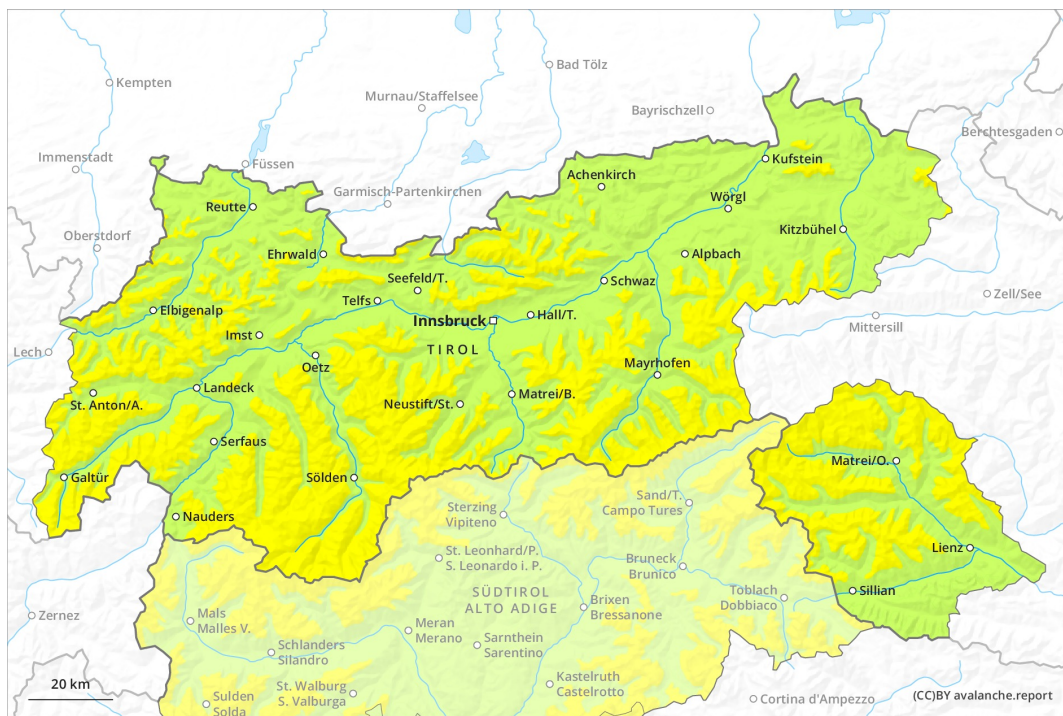 Kempten
Bad Tölz
Murnau/Staffelsee
Bayrischzell
Berchtesgaden
Immenstadt
Füssen
Kufstein
Achenkirch
Garmisch-Partenkirchen
Wörgl
Reutte
Oberstdorf
Kitzbühel
Ehrwald
Alpbach
Seefeld/T.
Schwaz
Zell/See
Telfs
Elbigenalp
Hall/T.
Innsbruck
Mittersill
Imst
TIROL
Lech
Oetz
Mayrhofen
Landeck
Matrei/B.
St. Anton/A.
Neustift/St.
Serfaus
Matrei/O.
Galtür
Sölden
Sand/T.
Campo Tures
Sterzing
Vipiteno
Nauders
Lienz
St. Leonhard/P.
S. Leonardo i. P.
Bruneck
Brunico
Sillian
SÜDTIROL
ALTO ADIGE
Toblach
Dobbiaco
Brixen
Bressanone
Zernez
Mals
Malles V.
Meran
Merano
Schlanders
Silandro
Sarnthein
Sarentino
20 km
St. Walburg
S. Valburga
Kastelruth
Castelrotto
Sulden
Solda
Cortina d'Ampezzo
(CC)BY avalanche.report